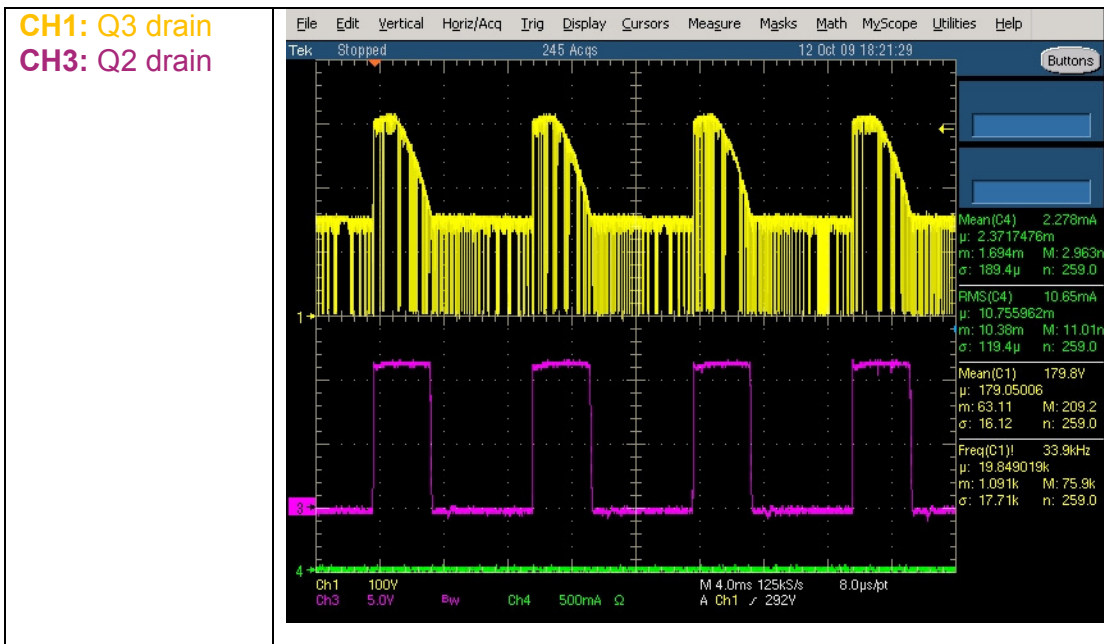 CH1: Q3 drain
CH3: Q2 drain
File Edit Vertical Horiz/Acq Trig Display Cursors Measure Masks Math MyScope Utilities Help
Tek Stopped 245 Acqs 12 Oct 09 18:21:29
Buttons
Mean(C4) 2.278mA
µ: 2.3717476m
m: 1.694m M: 2.963m
σ: 189.4µ n: 259.0
RMS(C4) 10.65mA
µ: 10.755962m
m: 10.38m M: 11.01m
σ: 119.4µ n: 259.0
Mean(C1) 179.8V
µ: 179.05006
m: 63.11 M: 209.2
σ: 16.12 n: 259.0
Freq(C1)! 33.9kHz
µ: 19.849019k
m: 1.091k M: 75.9k
σ: 17.71k n: 259.0
1
3
4
Ch1 100V M 4.0ms 125kS/s 8.0µs/pt
Ch3 5.0V BW Ch4 500mA Ω A Ch1 ∕ 292V